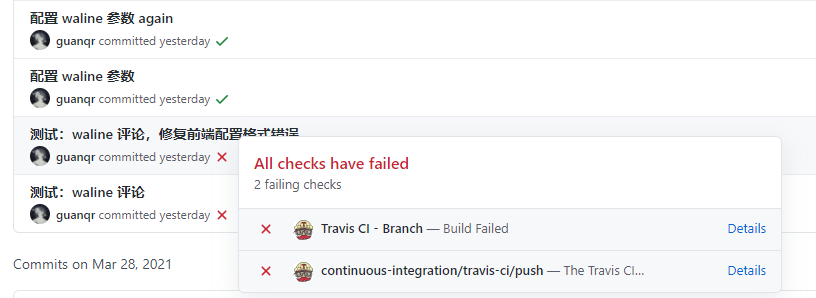 配置 waline 参数 again
guanqr committed yesterday
配置 waline 参数
guanqr committed yesterday
测试：waline 评论，修复前端配置格式错误
guanqr committed yesterday
测试：waline 评论
guanqr committed yesterday
All checks have failed
2 failing checks
Travis CI - Branch — Build Failed Details
continuous-integration/travis-ci/push — The Travis CI... Details
Commits on Mar 28, 2021